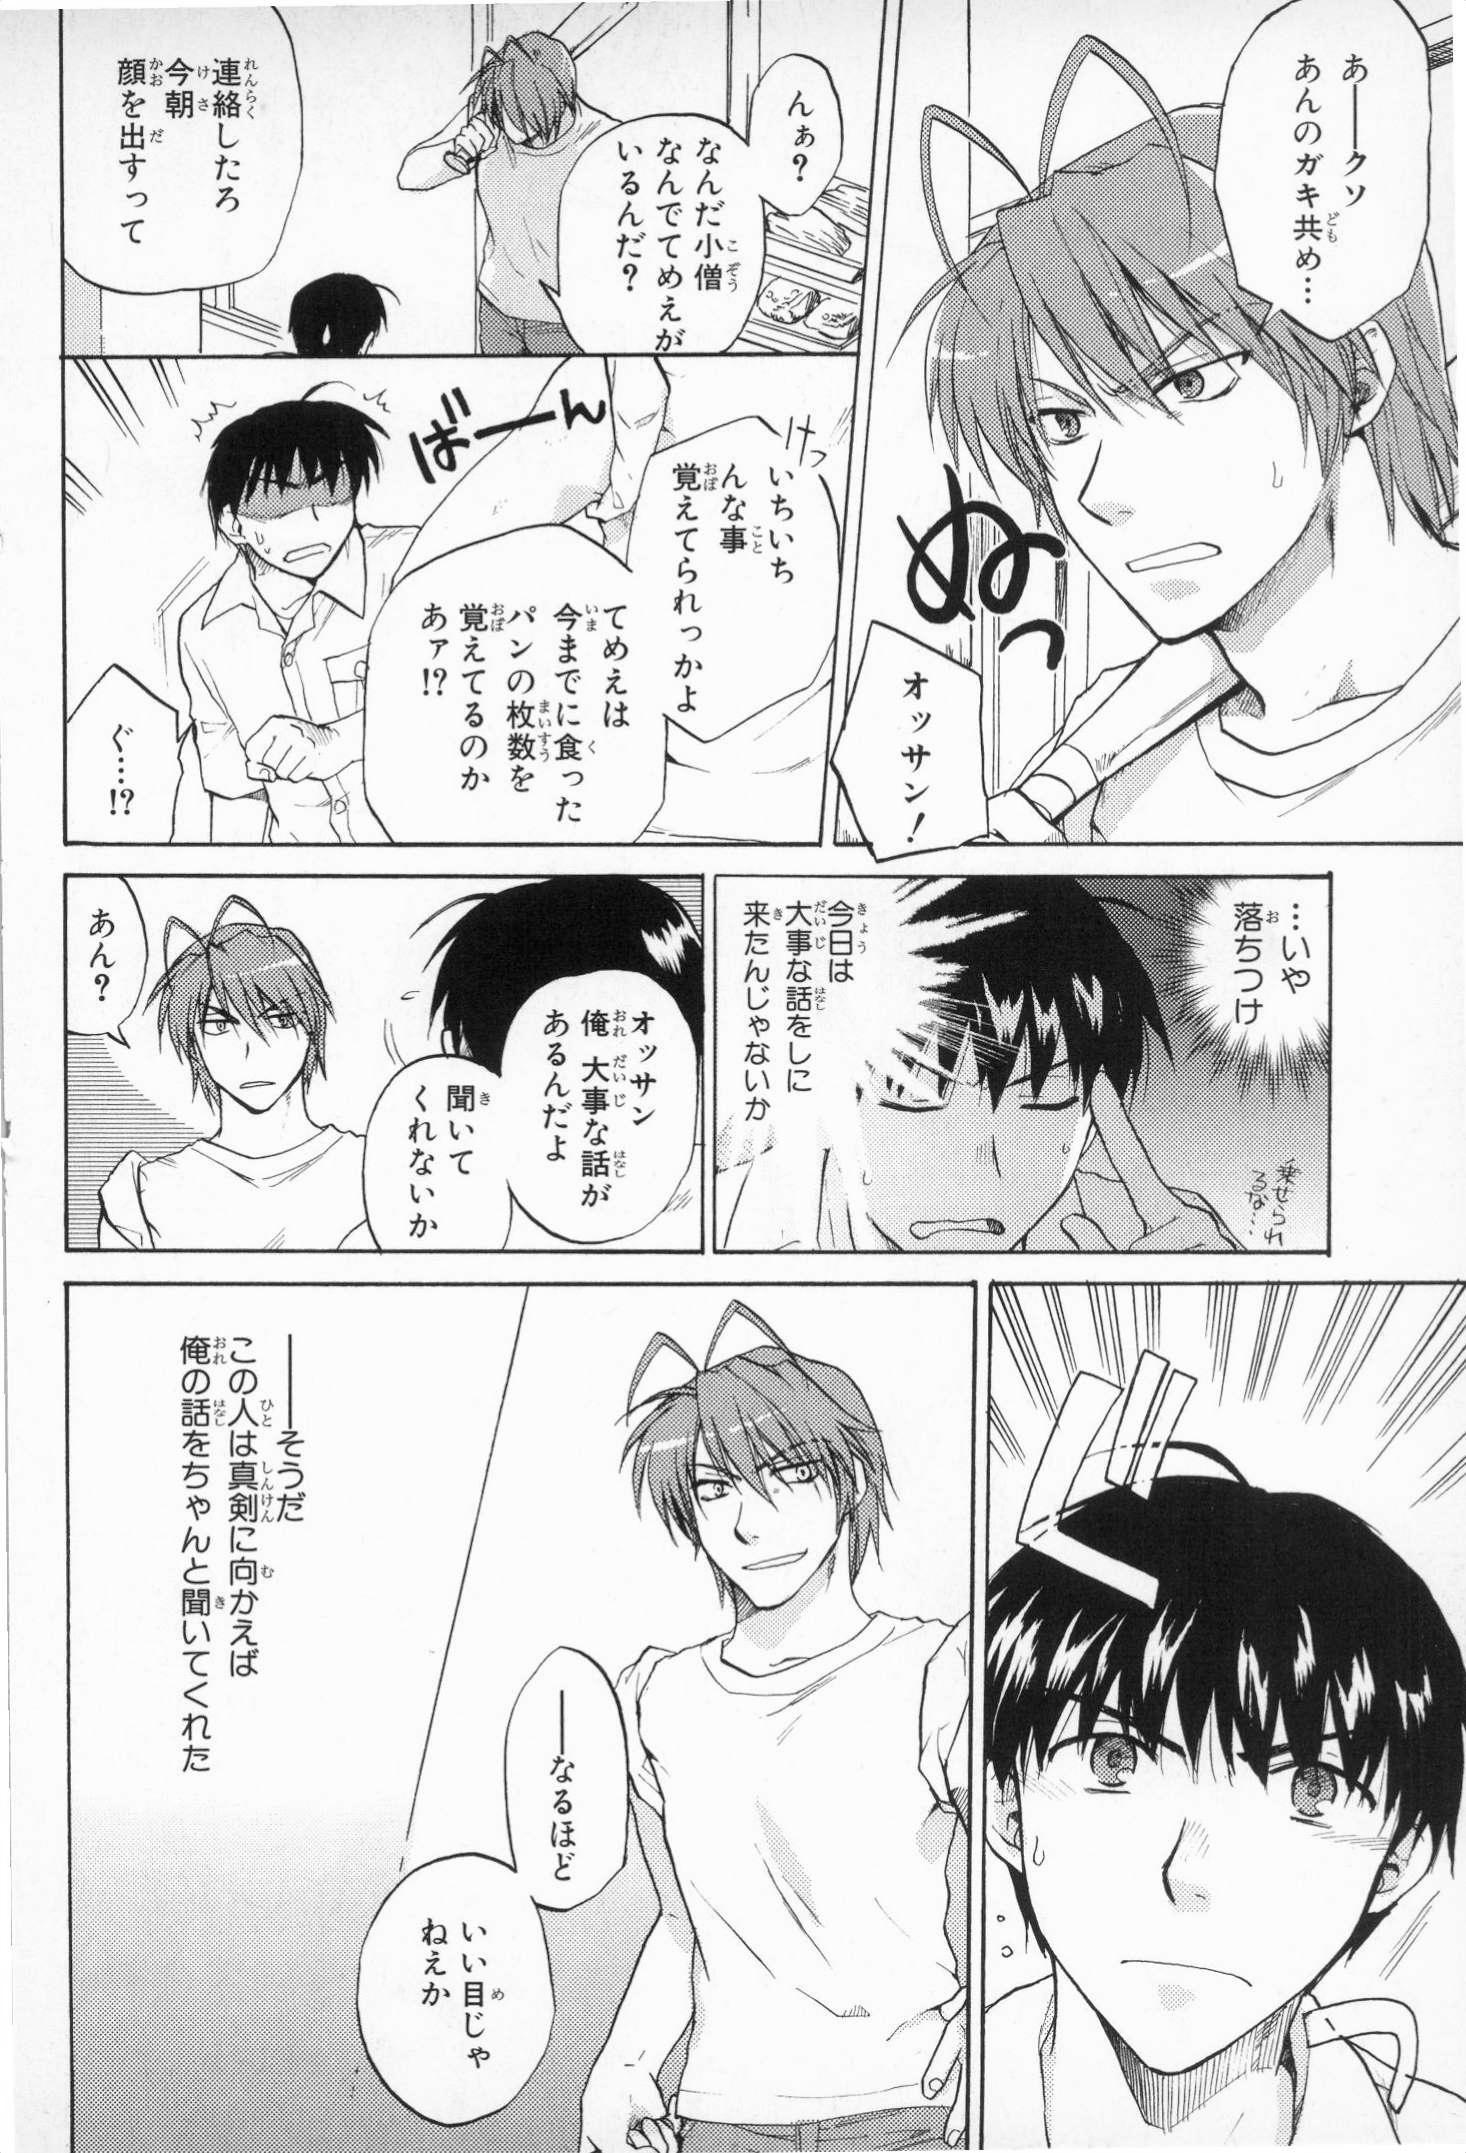 あ――クソ
あんのガキ共め…
ぬっ
オッサン！
んぁ？
なんだ小僧
なんでてめえが
いるんだ？
連絡したろ
今朝
顔を出すって
けっ
いちいち
んな事
覚えてられっかよ
ばーん
てめえは
今までに食った
パンの枚数を
覚えてるのか
あァ!?
ぐ…!?
…いや
落ちつけ
乗せられ
るな…
今日は
大事な話をしに
来たんじゃないか
オッサン
俺 大事な話が
あるんだよ
聞いて
くれないか
あん？
――なるほど
いい目じゃ
ねえか
――そうだ
この人は真剣に向かえば
俺の話をちゃんと聞いてくれた